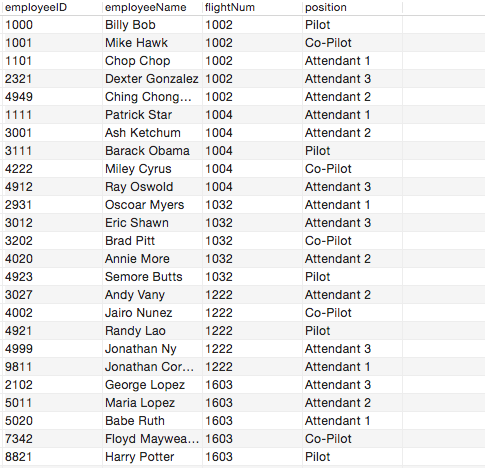 employeeID employeeName flightNum position
1000 Billy Bob 1002 Pilot
1001 Mike Hawk 1002 Co-Pilot
1101 Chop Chop 1002 Attendant 1
2321 Dexter Gonzalez 1002 Attendant 3
4949 Ching Chong... 1002 Attendant 2
1111 Patrick Star 1004 Attendant 1
3001 Ash Ketchum 1004 Attendant 2
3111 Barack Obama 1004 Pilot
4222 Miley Cyrus 1004 Co-Pilot
4912 Ray Oswold 1004 Attendant 3
2931 Oscoar Myers 1032 Attendant 1
3012 Eric Shawn 1032 Attendant 3
3202 Brad Pitt 1032 Co-Pilot
4020 Annie More 1032 Attendant 2
4923 Semore Butts 1032 Pilot
3027 Andy Vany 1222 Attendant 2
4002 Jairo Nunez 1222 Co-Pilot
4921 Randy Lao 1222 Pilot
4999 Jonathan Ny 1222 Attendant 3
9811 Jonathan Cor... 1222 Attendant 1
2102 George Lopez 1603 Attendant 3
5011 Maria Lopez 1603 Attendant 2
5020 Babe Ruth 1603 Attendant 1
7342 Floyd Maywea... 1603 Co-Pilot
8821 Harry Potter 1603 Pilot